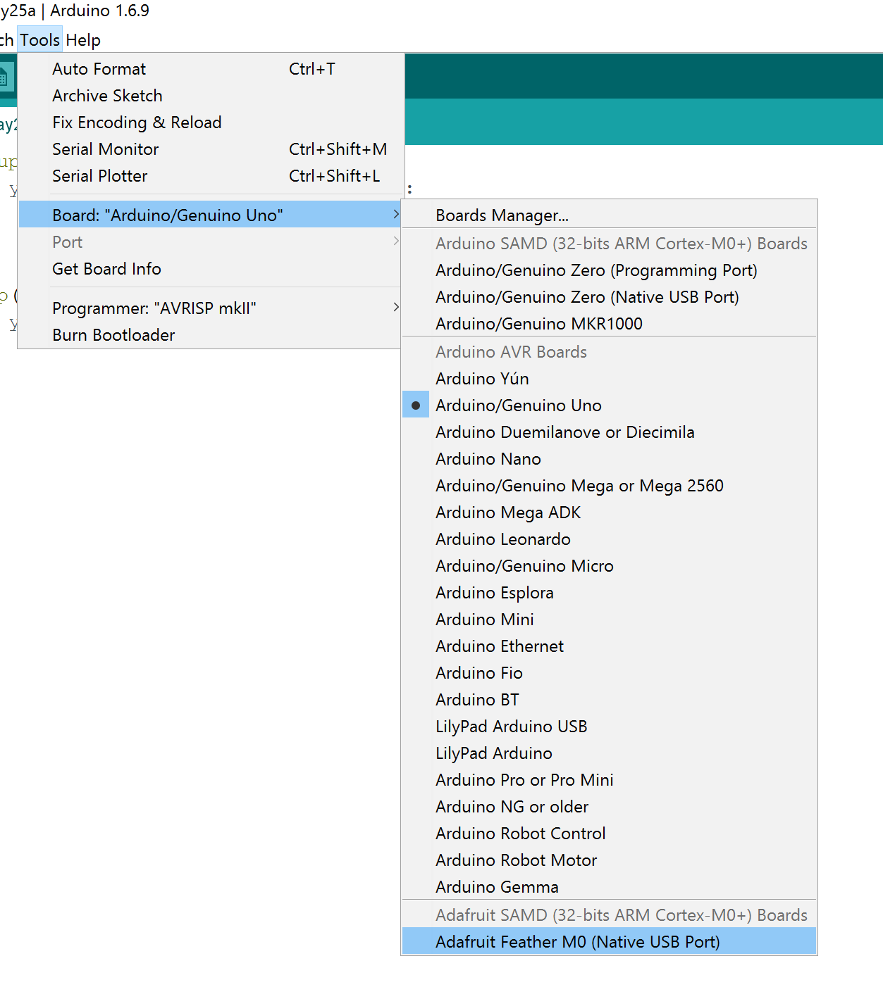 y25a | Arduino 1.6.9
ch Tools Help
Auto Format Ctrl+T
Archive Sketch
Fix Encoding & Reload
Serial Monitor Ctrl+Shift+M
Serial Plotter Ctrl+Shift+L
Board: "Arduino/Genuino Uno"
Port
Get Board Info
Programmer: "AVRISP mkII"
Burn Bootloader
ay2
up
y :
p (
y
Boards Manager...
Arduino SAMD (32-bits ARM Cortex-M0+) Boards
Arduino/Genuino Zero (Programming Port)
Arduino/Genuino Zero (Native USB Port)
Arduino/Genuino MKR1000
Arduino AVR Boards
Arduino Yún
Arduino/Genuino Uno
Arduino Duemilanove or Diecimila
Arduino Nano
Arduino/Genuino Mega or Mega 2560
Arduino Mega ADK
Arduino Leonardo
Arduino/Genuino Micro
Arduino Esplora
Arduino Mini
Arduino Ethernet
Arduino Fio
Arduino BT
LilyPad Arduino USB
LilyPad Arduino
Arduino Pro or Pro Mini
Arduino NG or older
Arduino Robot Control
Arduino Robot Motor
Arduino Gemma
Adafruit SAMD (32-bits ARM Cortex-M0+) Boards
Adafruit Feather M0 (Native USB Port)